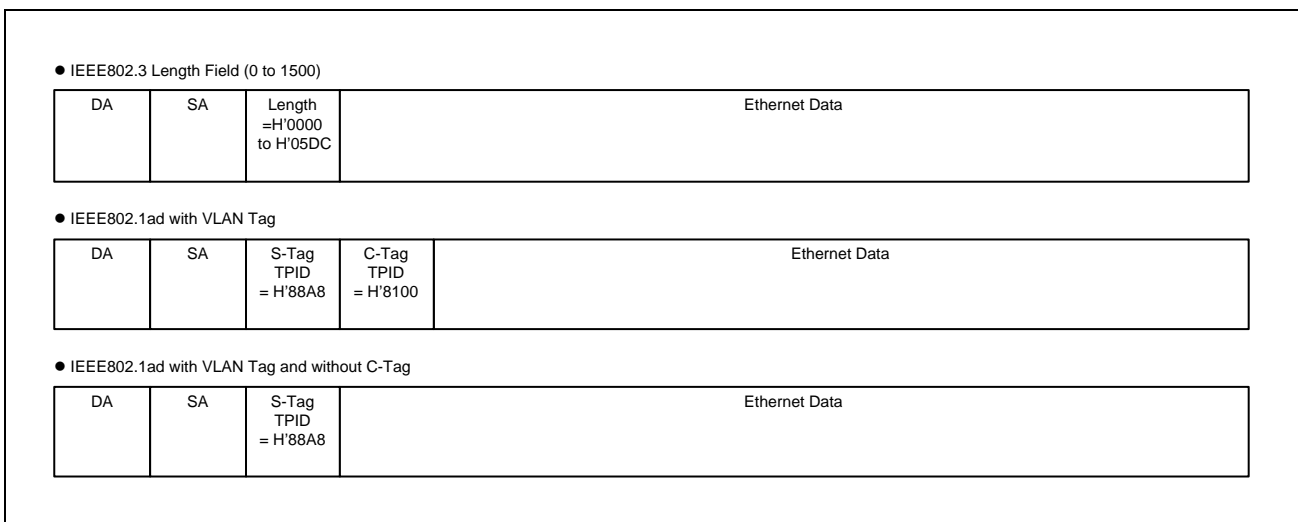 ● IEEE802.3 Length Field (0 to 1500)
DA
SA
Length
=H'0000
to H'05DC
Ethernet Data
● IEEE802.1ad with VLAN Tag
DA
SA
S-Tag
TPID
= H'88A8
C-Tag
TPID
= H'8100
Ethernet Data
● IEEE802.1ad with VLAN Tag and without C-Tag
DA
SA
S-Tag
TPID
= H'88A8
Ethernet Data